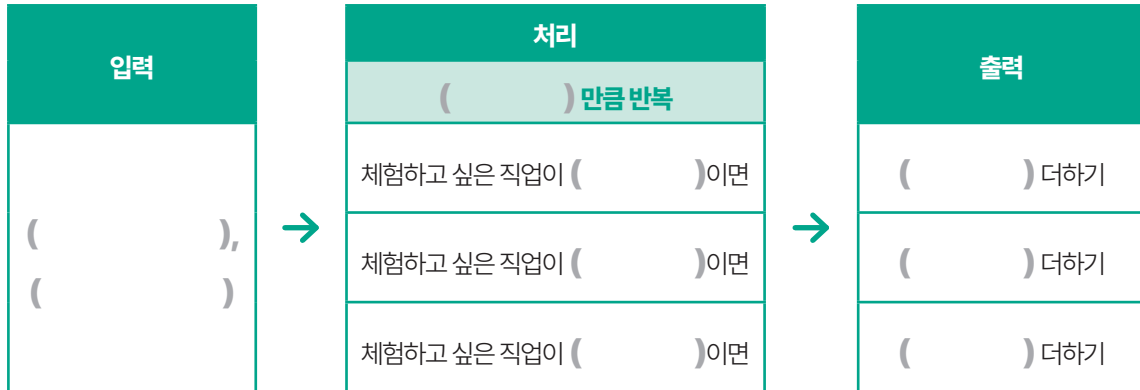 입력
(          ),
(          )
처리
(          ) 만큼 반복
체험하고 싶은 직업이 (          )이면
체험하고 싶은 직업이 (          )이면
체험하고 싶은 직업이 (          )이면
출력
(          ) 더하기
(          ) 더하기
(          ) 더하기